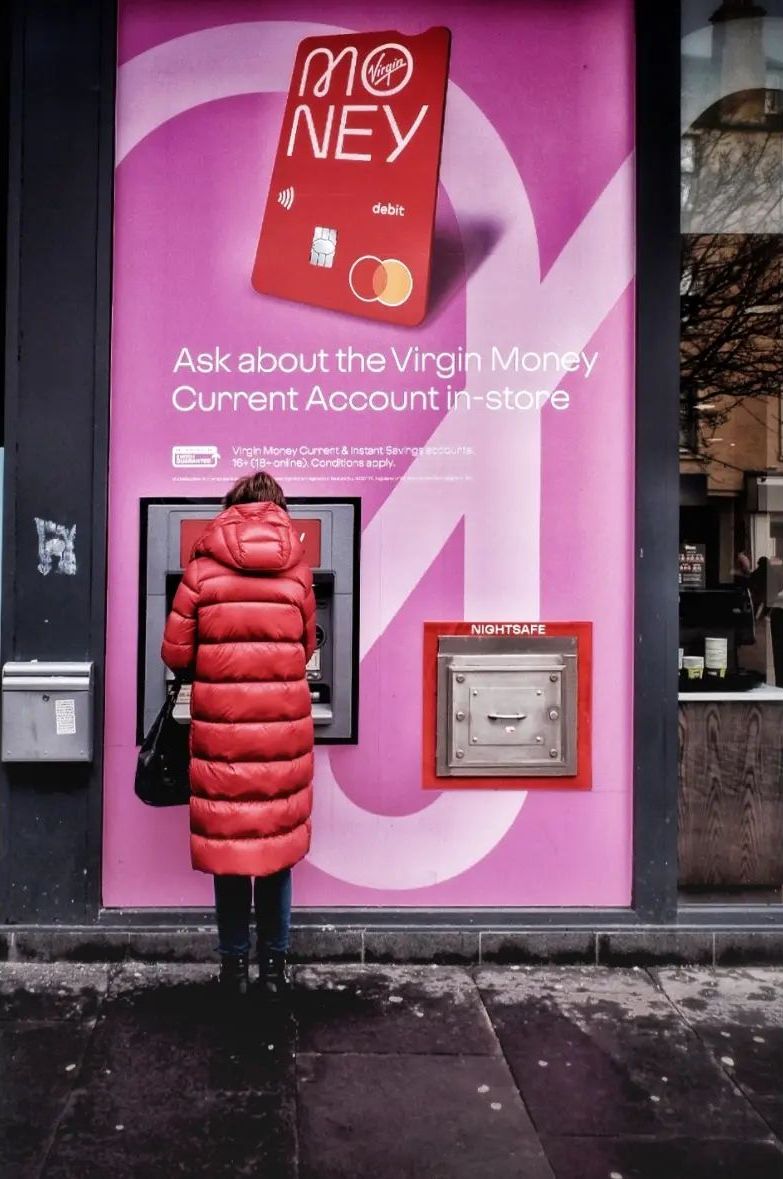 MO
Virgin
NEY
debit
Ask about the Virgin Money
Current Account in-store
Virgin Money Current & Instant Savings accounts:
16+ (18+ online). Conditions apply.
NIGHTSAFE